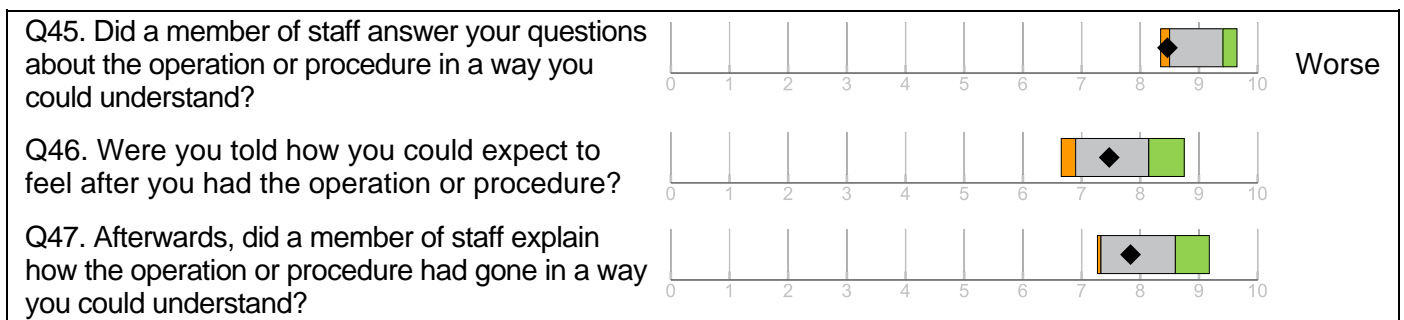 Q45. Did a member of staff answer your questions
about the operation or procedure in a way you
could understand?
0 1 2 3 4 5 6 7 8 9 10
Worse
Q46. Were you told how you could expect to
feel after you had the operation or procedure?
0 1 2 3 4 5 6 7 8 9 10
Q47. Afterwards, did a member of staff explain
how the operation or procedure had gone in a way
you could understand?
0 1 2 3 4 5 6 7 8 9 10